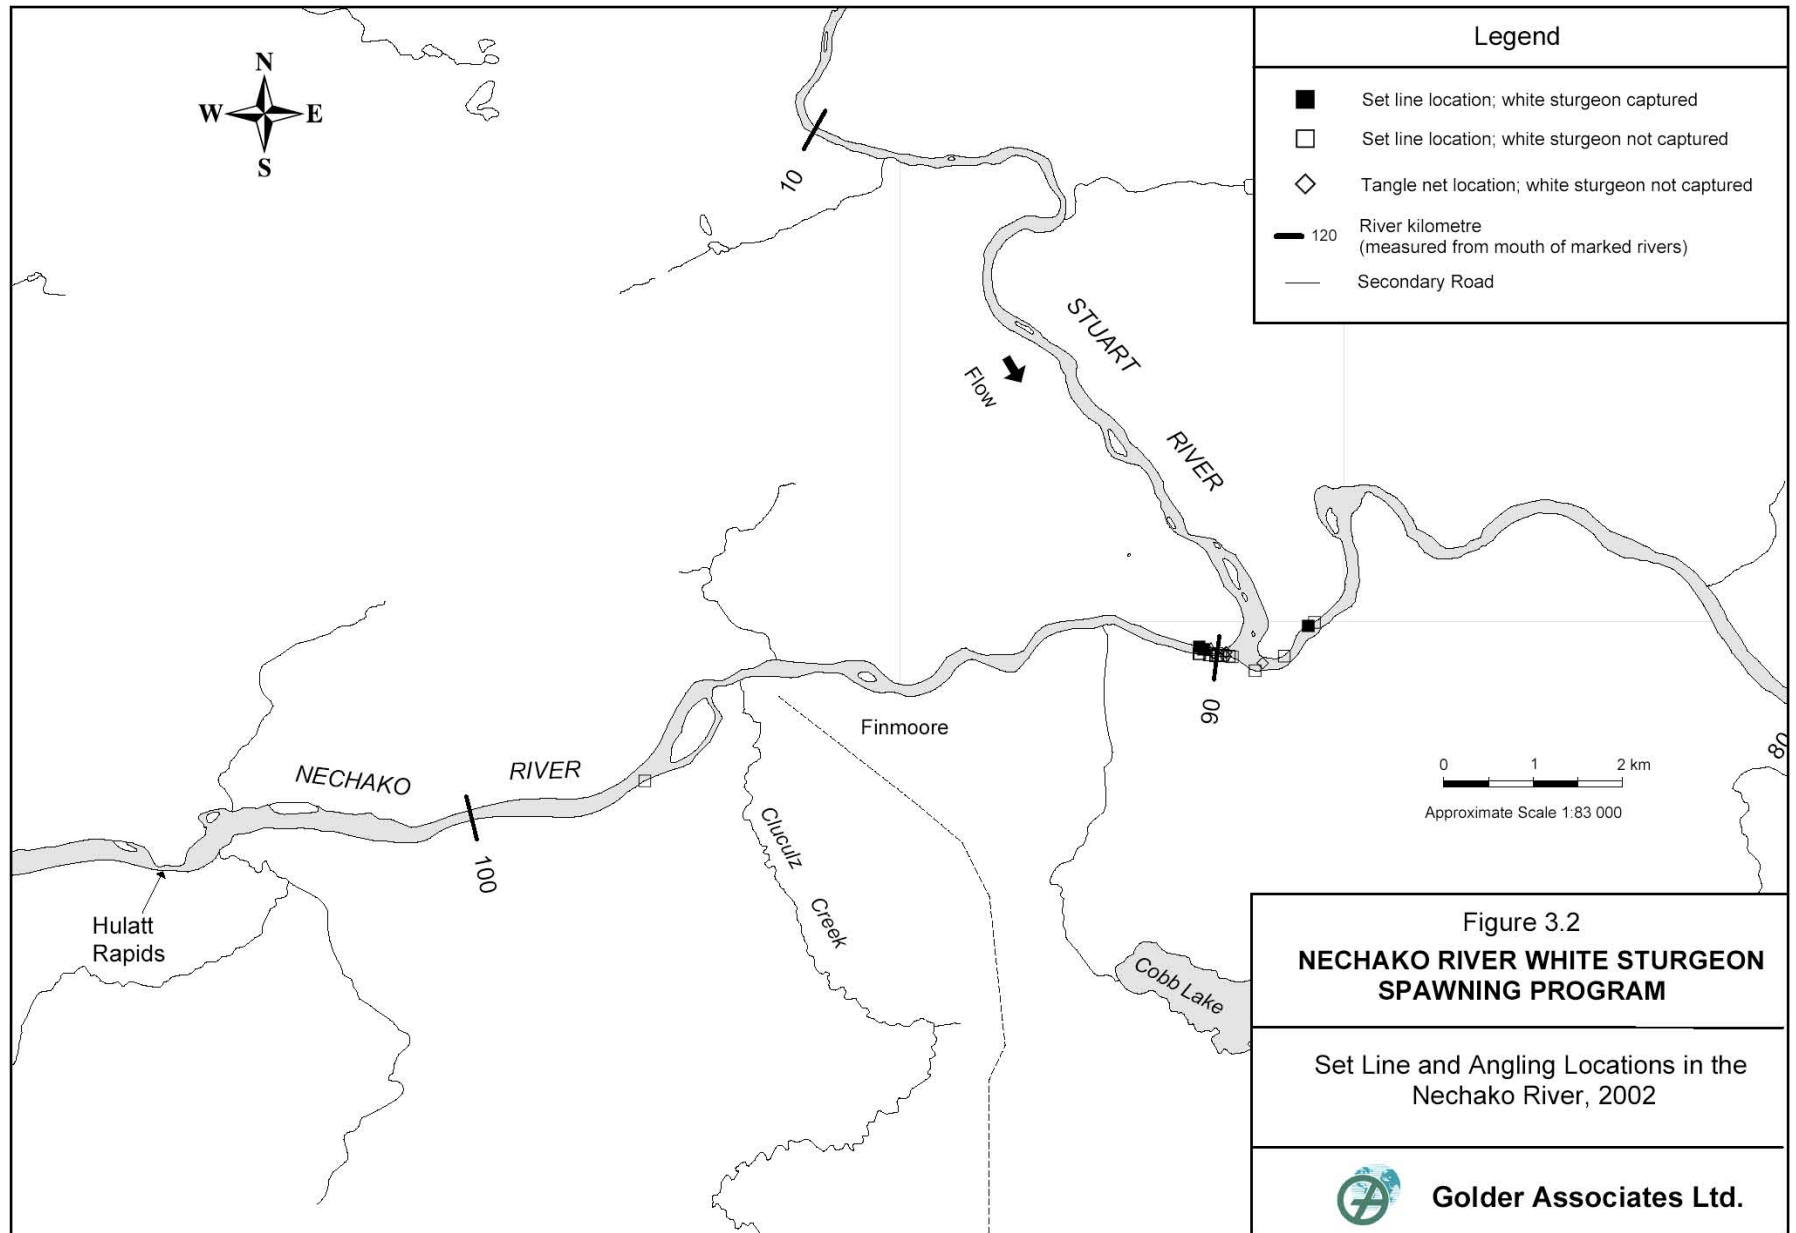 N
W E
S
10
STUART
RIVER
Flow
90
80
NECHAKO RIVER
100
Finmoore
Cluculz
Creek
Hulatt
Rapids
Cobb Lake
0 1 2 km
Approximate Scale 1:83 000
Legend
Set line location; white sturgeon captured
Set line location; white sturgeon not captured
Tangle net location; white sturgeon not captured
120 River kilometre
(measured from mouth of marked rivers)
Secondary Road
Figure 3.2
NECHAKO RIVER WHITE STURGEON
SPAWNING PROGRAM
Set Line and Angling Locations in the
Nechako River, 2002
Golder Associates Ltd.